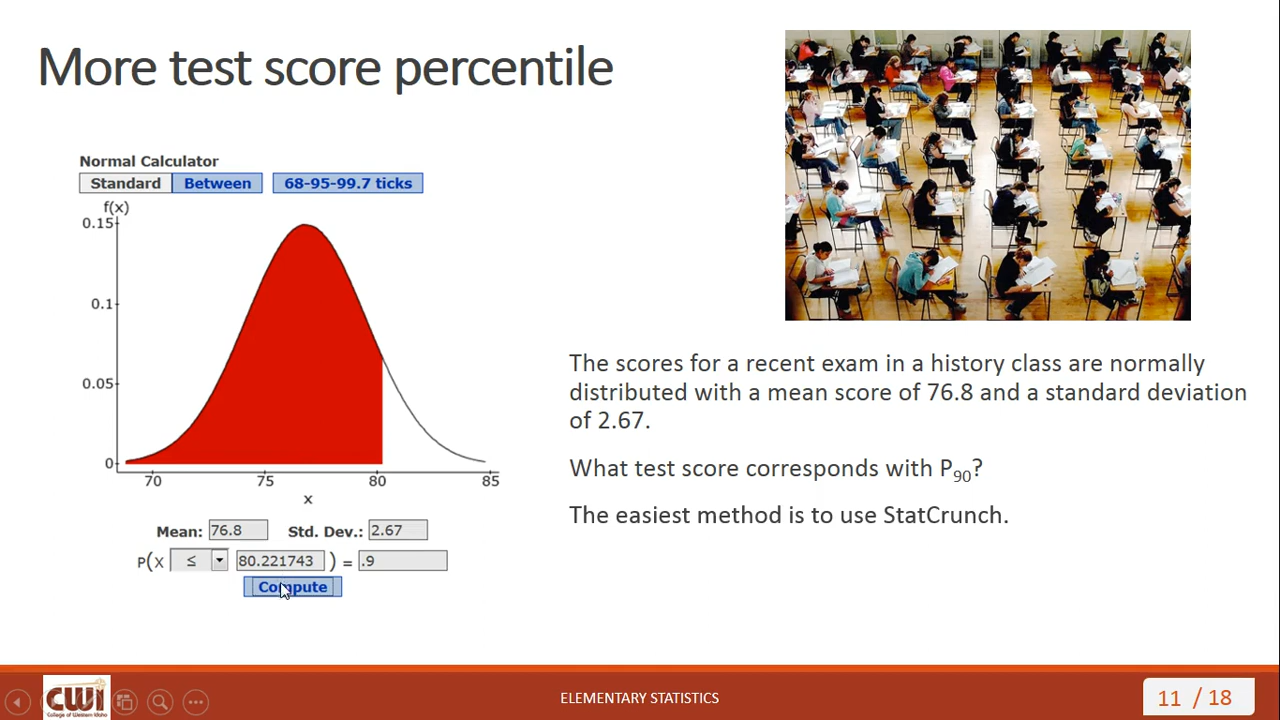 More test score percentile
Normal Calculator
Standard Between 68-95-99.7 ticks
f(x)
0.15
0.1
0.05
0
70 75 80 85
x
Mean: 76.8 Std. Dev.: 2.67
P(X ≤ 80.221743 ) = .9
Compute
The scores for a recent exam in a history class are normally
distributed with a mean score of 76.8 and a standard deviation
of 2.67.
What test score corresponds with P90?
The easiest method is to use StatCrunch.
CWI
College of Western Idaho
ELEMENTARY STATISTICS
11 / 18